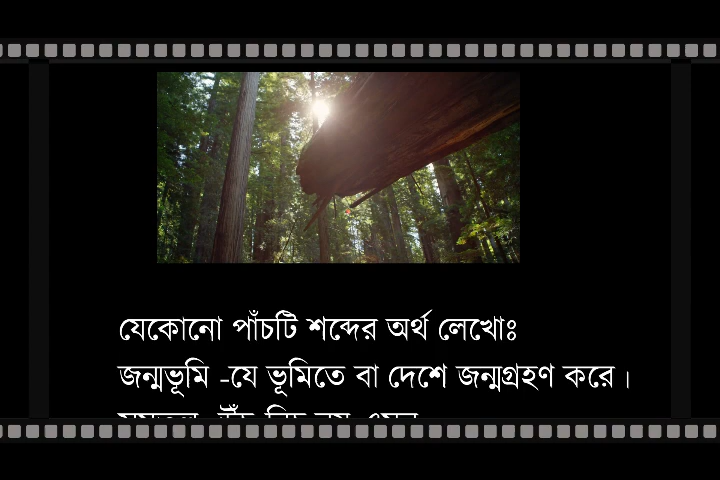 যেকোনো পাঁচটি শব্দের অর্থ লেখোঃ
জন্মভূমি -যে ভূমিতে বা দেশে জন্মগ্রহণ করে।